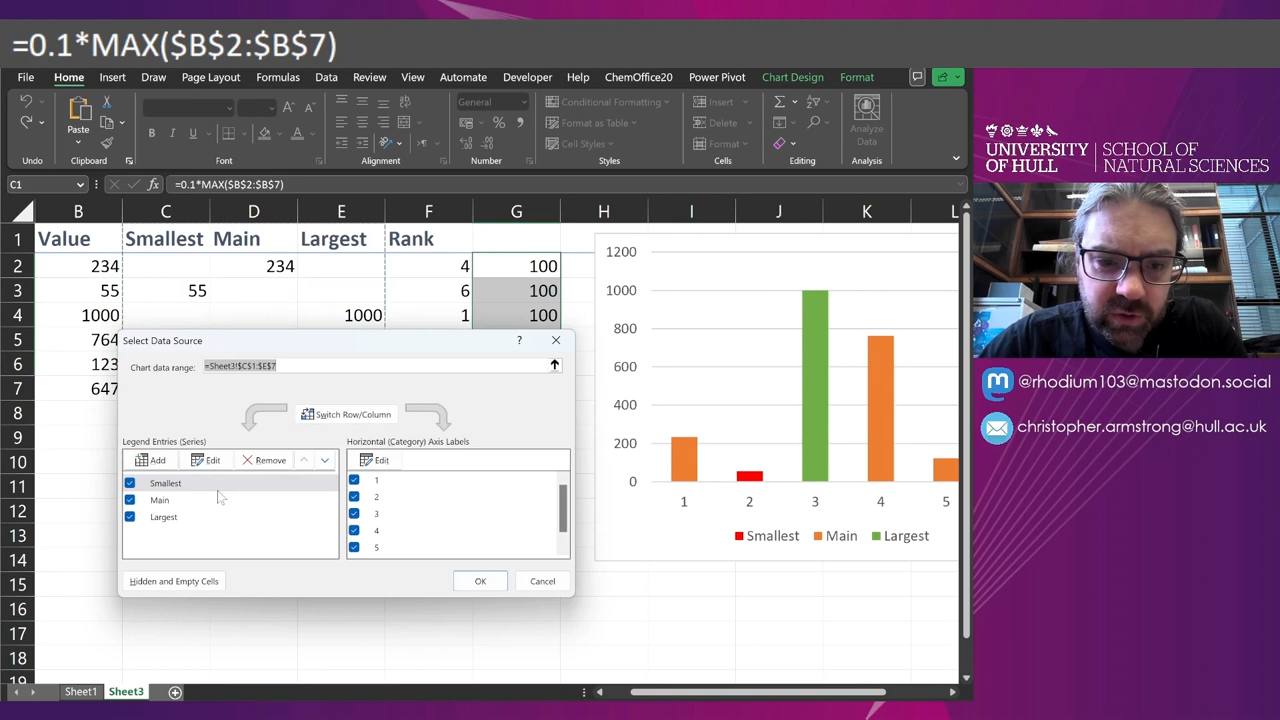 =0.1*MAX($B$2:$B$7)
File Home Insert Draw Page Layout Formulas Data Review View Automate Developer Help ChemOffice20 Power Pivot Chart Design Format
Paste
B I U
General
Conditional Formatting
Format as Table
Cell Styles
Insert
Delete
Format
Analyze
Data
Undo Clipboard Font Alignment Number Styles Cells Editing Analysis
C1 fx =0.1*MAX($B$2:$B$7)
B C D E F G H I J K L
1 Value Smallest Main Largest Rank
2 234 234 4 100
3 55 55 6 100
4 1000 1000 1 100
5 764
6 123
7 647
8
9
10
11
12
13
14
15
16
17
18
19
Select Data Source
?
Chart data range: =Sheet3!$C$1:$E$7
Switch Row/Column
Legend Entries (Series)
Add Edit Remove
Smallest
Main
Largest
Horizontal (Category) Axis Labels
Edit
1
2
3
4
5
Hidden and Empty Cells
OK Cancel
1200
1000
800
600
400
200
0
1 2 3 4 5
Smallest Main Largest
Sheet1 Sheet3
UNIVERSITY
OF HULL
SCHOOL OF
NATURAL SCIENCES
@rhodium103@mastodon.social
christopher.armstrong@hull.ac.uk